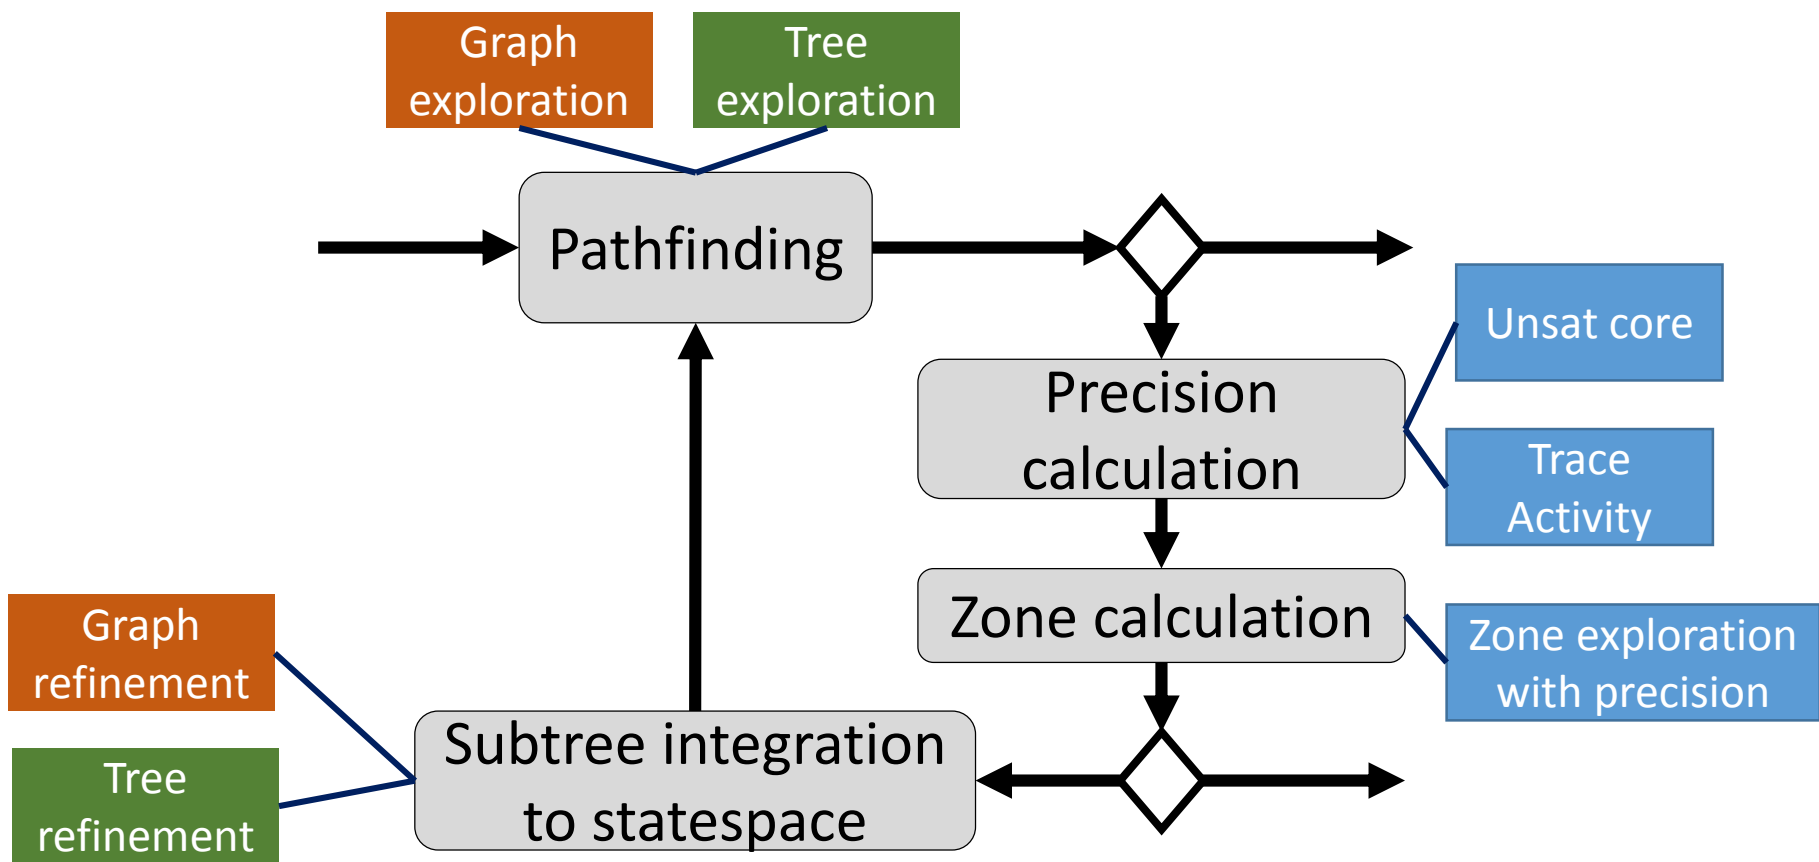 Graph
exploration
Tree
exploration
Pathfinding
Unsat core
Precision
calculation
Trace
Activity
Zone calculation
Zone exploration
with precision
Graph
refinement
Subtree integration
to statespace
Tree
refinement